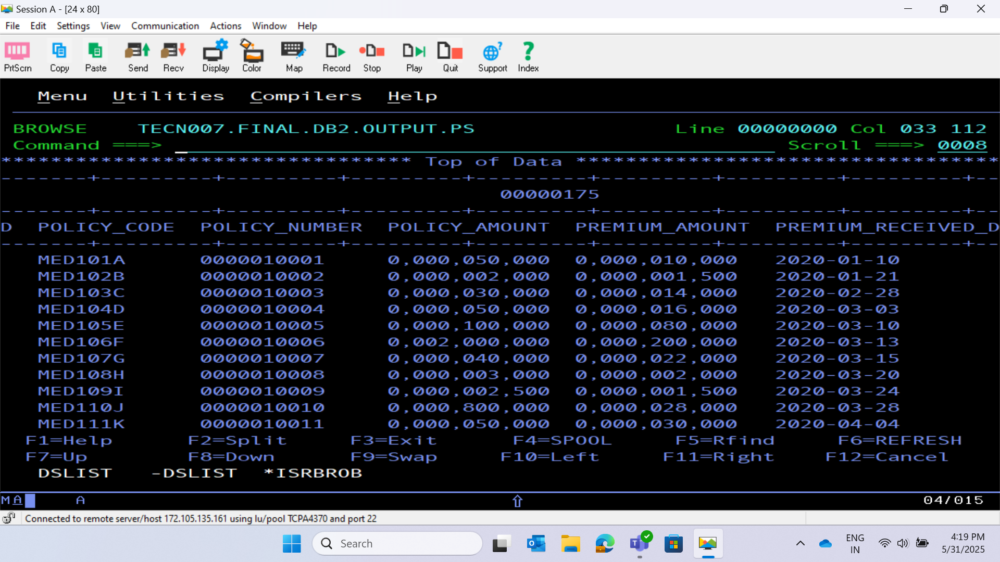 Session A - [24 x 80]
File Edit Settings View Communication Actions Window Help
PrtScrn Copy Paste Send Recv Display Color Map Record Stop Play Quit Support Index
Menu Utilities Compilers Help
BROWSE TECN007.FINAL.DB2.OUTPUT.PS Line 00000000 Col 033 112
Command ===> Scroll ===> 0008
********************************* Top of Data **********************************
-------+---------+---------+---------+---------+---------+---------+---------+--
00000175
-------+---------+---------+---------+---------+---------+---------+---------+--
D POLICY_CODE POLICY_NUMBER POLICY_AMOUNT PREMIUM_AMOUNT PREMIUM_RECEIVED_D
-------+---------+---------+---------+---------+---------+---------+---------+--
MED101A 0000010001 0,000,050,000 0,000,010,000 2020-01-10
MED102B 0000010002 0,000,002,000 0,000,001,500 2020-01-21
MED103C 0000010003 0,000,030,000 0,000,014,000 2020-02-28
MED104D 0000010004 0,000,050,000 0,000,016,000 2020-03-03
MED105E 0000010005 0,000,100,000 0,000,080,000 2020-03-10
MED106F 0000010006 0,002,000,000 0,000,200,000 2020-03-13
MED107G 0000010007 0,000,040,000 0,000,022,000 2020-03-15
MED108H 0000010008 0,000,003,000 0,000,002,000 2020-03-20
MED109I 0000010009 0,000,002,500 0,000,001,500 2020-03-24
MED110J 0000010010 0,000,800,000 0,000,028,000 2020-03-28
MED111K 0000010011 0,000,050,000 0,000,030,000 2020-04-04
F1=Help F2=Split F3=Exit F4=SPOOL F5=Rfind F6=REFRESH
F7=Up F8=Down F9=Swap F10=Left F11=Right F12=Cancel
DSLIST -DSLIST *ISRBROB
MA A 04/015
Connected to remote server/host 172.105.135.161 using lu/pool TCPA4370 and port 22
Search
ENG
IN
4:19 PM
5/31/2025